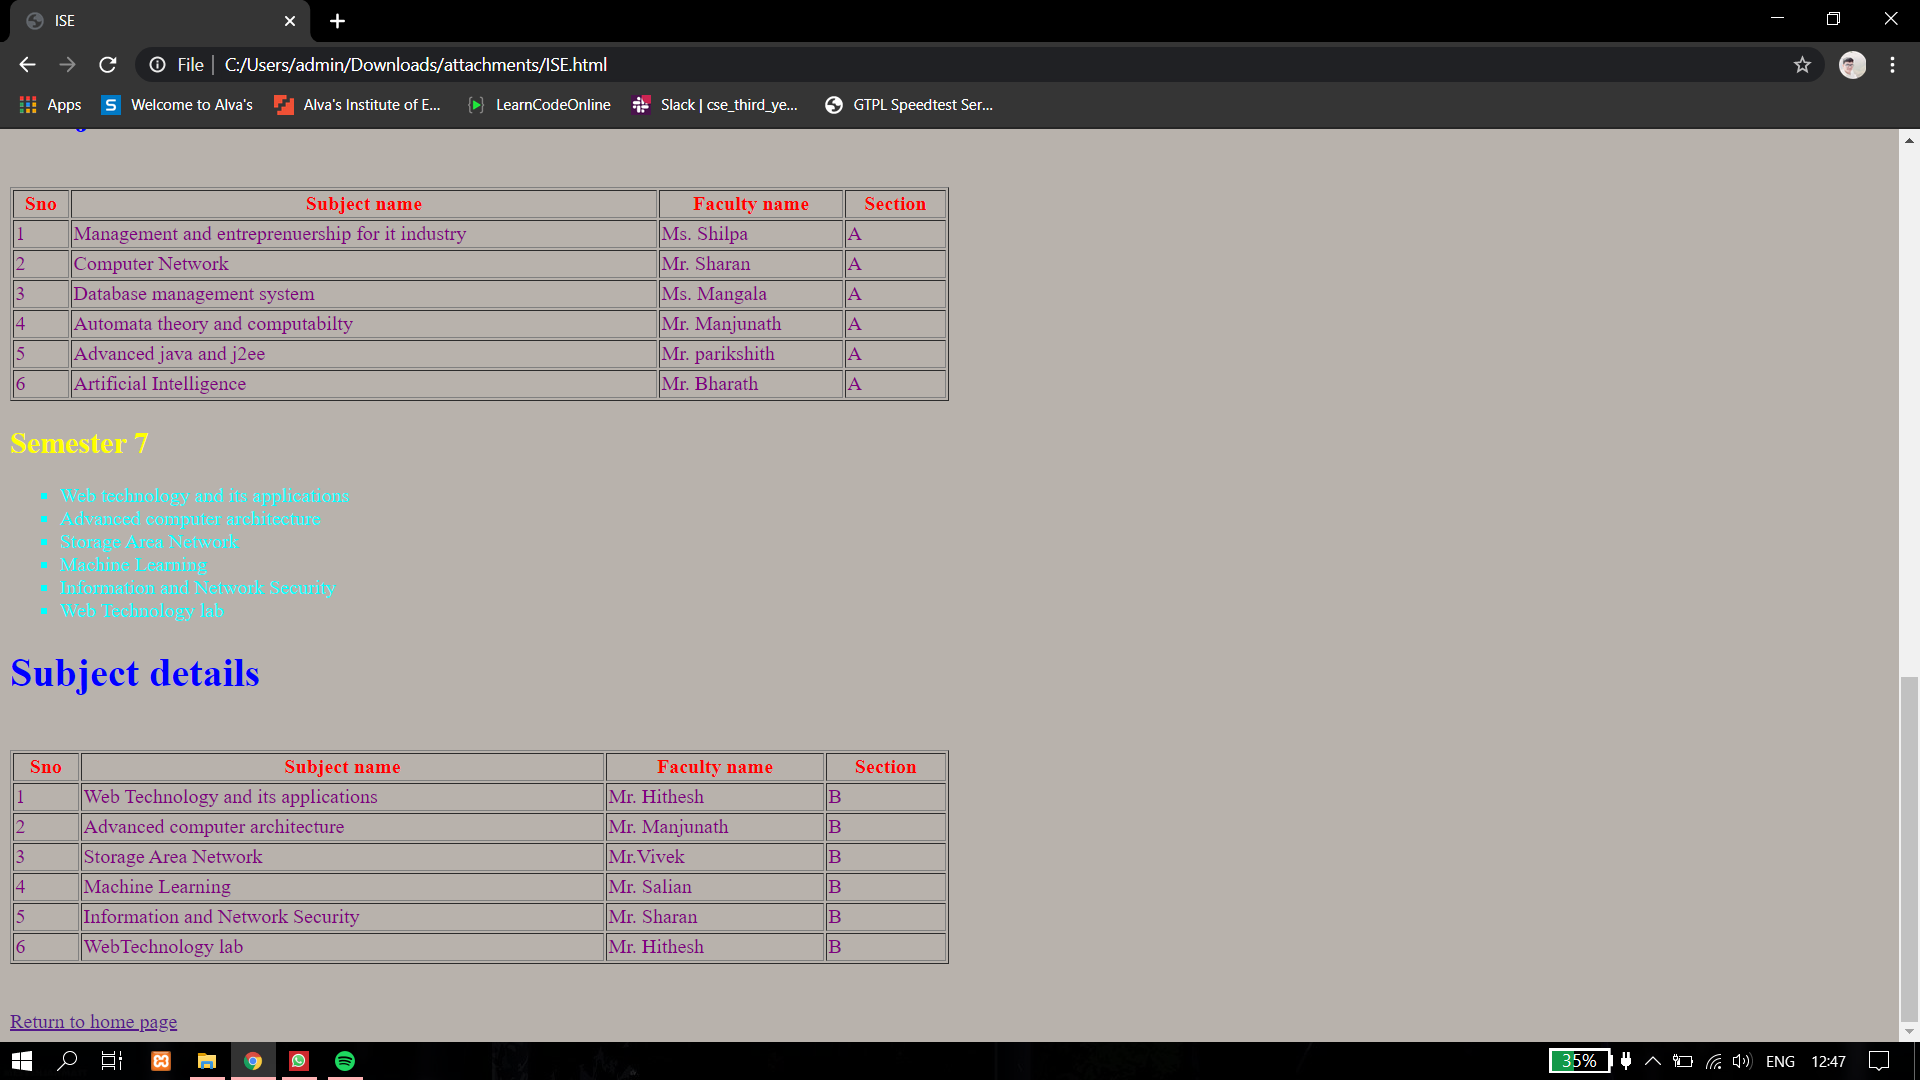 ISE
File
C:/Users/admin/Downloads/attachments/ISE.html
Apps
Welcome to Alva's
Alva's Institute of E...
LearnCodeOnline
Slack | cse_third_ye...
GTPL Speedtest Ser...
Sno Subject name Faculty name Section
1 Management and entreprenuership for it industry Ms. Shilpa A
2 Computer Network Mr. Sharan A
3 Database management system Ms. Mangala A
4 Automata theory and computabilty Mr. Manjunath A
5 Advanced java and j2ee Mr. parikshith A
6 Artificial Intelligence Mr. Bharath A
Semester 7
Web technology and its applications
Advanced computer architecture
Storage Area Network
Machine Learning
Information and Network Security
Web Technology lab
Subject details
Sno Subject name Faculty name Section
1 Web Technology and its applications Mr. Hithesh B
2 Advanced computer architecture Mr. Manjunath B
3 Storage Area Network Mr.Vivek B
4 Machine Learning Mr. Salian B
5 Information and Network Security Mr. Sharan B
6 WebTechnology lab Mr. Hithesh B
Return to home page
35% ENG 12:47